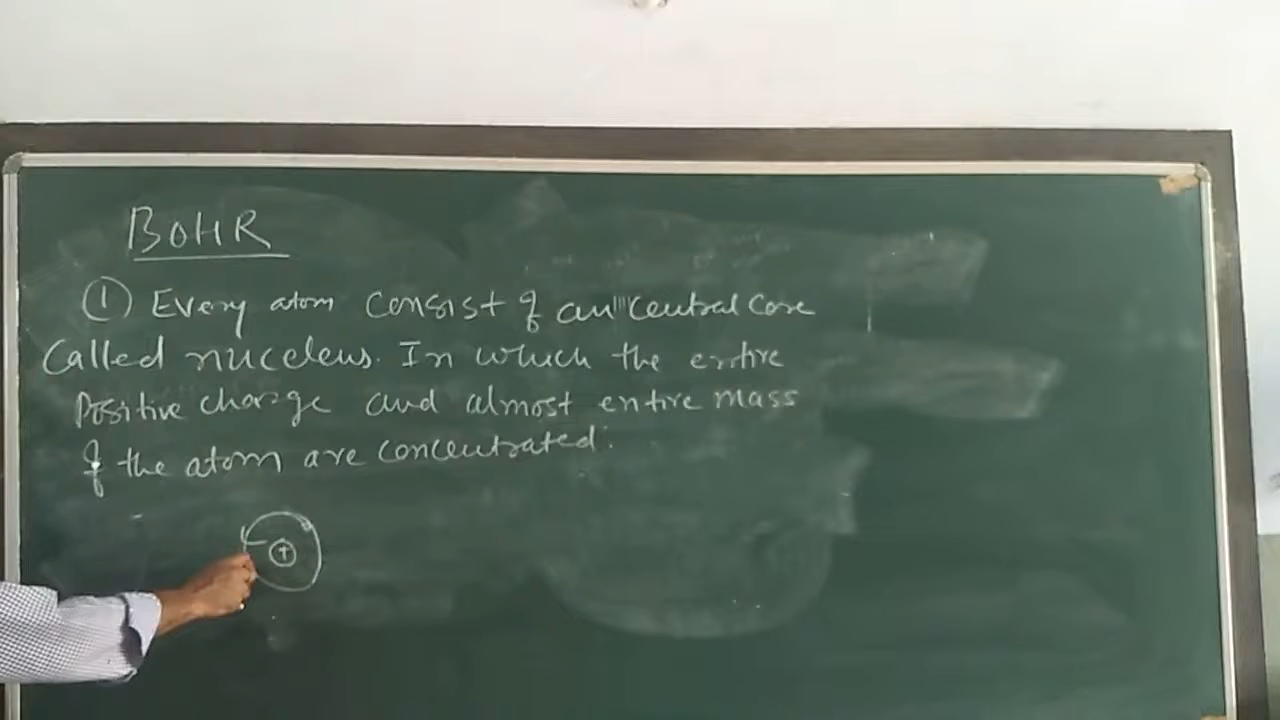 BOHR
① Every atom consist of an central core
called nuceleus. In which the entire
Positive charge and almost entire mass
of the atom are concentrated.
+